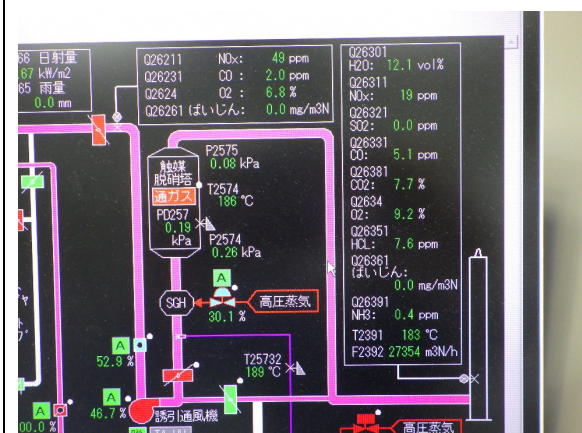 66 日射量
.67 kW/m2
65 雨量
0.0 mm
Q26211 NOx: 49 ppm
Q26231 CO : 2.0 ppm
Q2624 O2 : 6.8 %
Q26261 ばいじん: 0.0 mg/m3N
Q26301
H2O: 12.1 vol%
Q26311
NOx: 19 ppm
Q26321
SO2: 0.0 ppm
Q26331
CO: 5.1 ppm
Q26381
CO2: 7.7 %
Q2634
O2: 9.2 %
Q26351
HCL: 7.6 ppm
Q26361
ばいじん:
0.0 mg/m3N
Q26391
NH3: 0.4 ppm
T2391 183 ℃
F2392 27354 m3N/h
P2575
0.08 kPa
触媒
脱硝塔
通ガス
T2574
186 ℃
PD257
0.19
kPa
P2574
0.26 kPa
A
SGH
高圧蒸気
30.1 %
A
52.9 %
T25732
189 ℃
A
00.0 %
A
46.7 %
誘引通風機
高圧蒸気